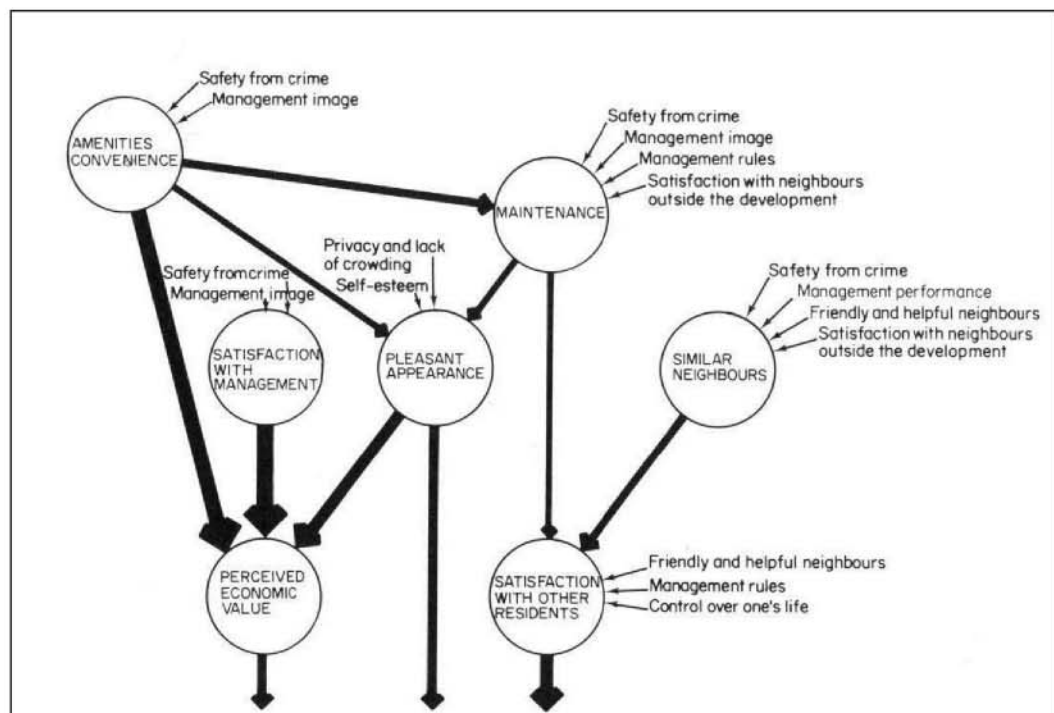 Safety from crime
Management image
AMENITIES
CONVENIENCE
Safety from crime
Management image
Management rules
Satisfaction with neighbours
outside the development
MAINTENANCE
Privacy and lack
of crowding
Self-esteem
Safety from crime
Management image
Safety from crime
Management performance
Friendly and helpful neighbours
Satisfaction with neighbours
outside the development
SATISFACTION
WITH
MANAGEMENT
PLEASANT
APPEARANCE
SIMILAR
NEIGHBOURS
PERCEIVED
ECONOMIC
VALUE
SATISFACTION
WITH OTHER
RESIDENTS
Friendly and helpful neighbours
Management rules
Control over one's life